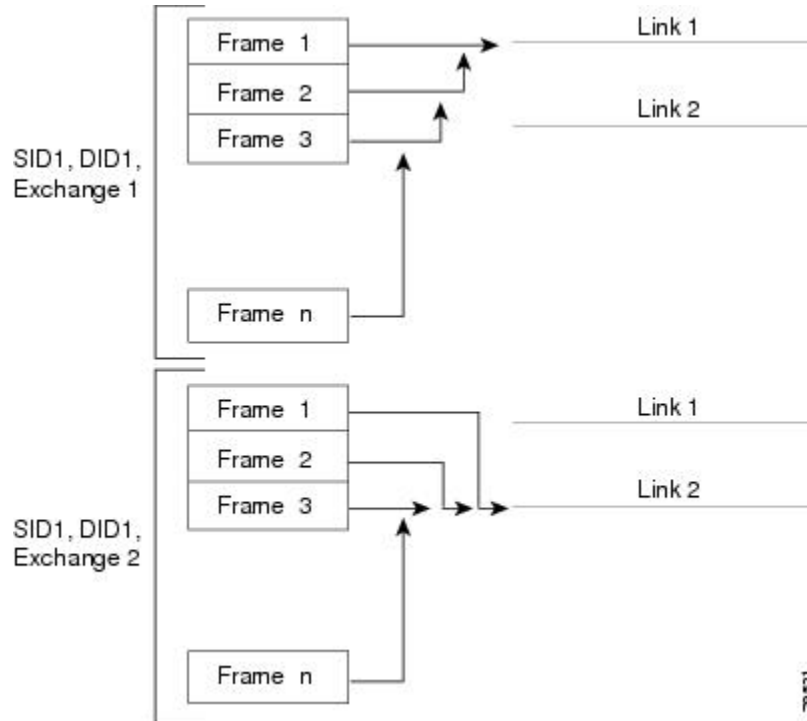 Frame 1
Link 1
Frame 2
Link 2
Frame 3
SID1, DID1,
Exchange 1
Frame n
Frame 1
Link 1
Frame 2
Link 2
Frame 3
SID1, DID1,
Exchange 2
Frame n